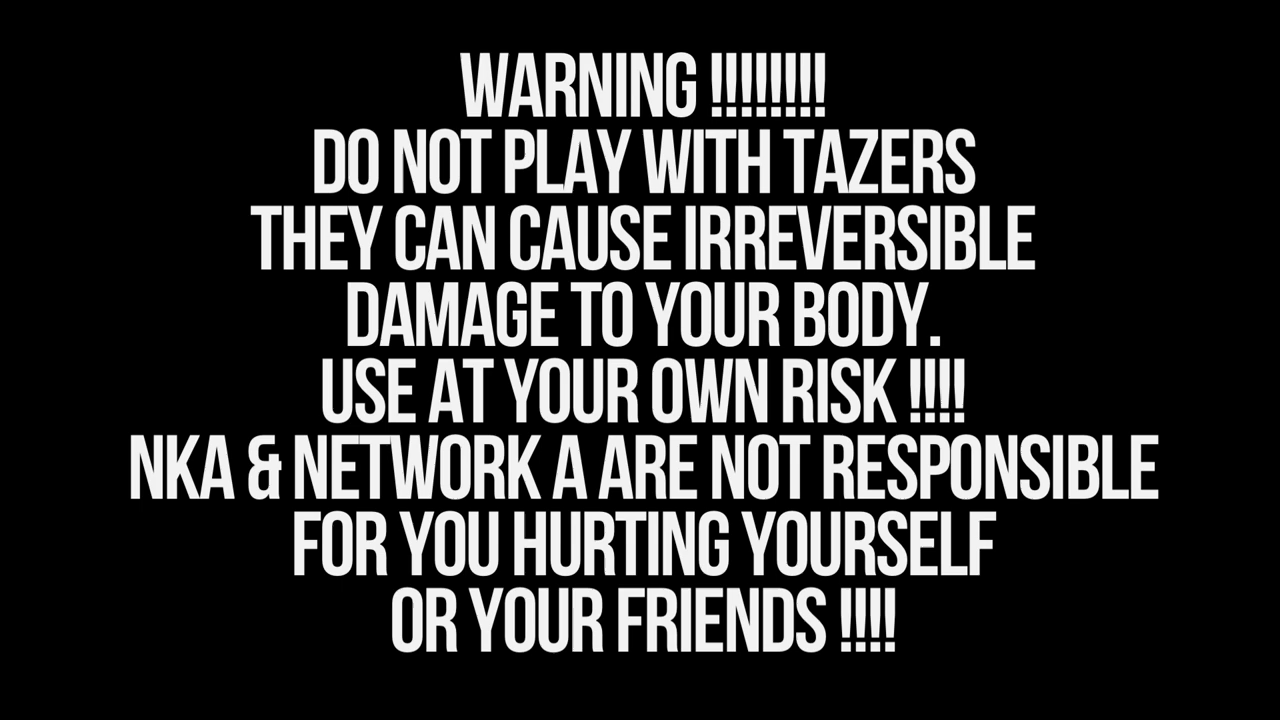 WARNING !!!!!!!!!
DO NOT PLAY WITH TAZERS
THEY CAN CAUSE IRREVERSIBLE
DAMAGE TO YOUR BODY.
USE AT YOUR OWN RISK !!!!
NKA & NETWORK A ARE NOT RESPONSIBLE
FOR YOU HURTING YOURSELF
OR YOUR FRIENDS !!!!